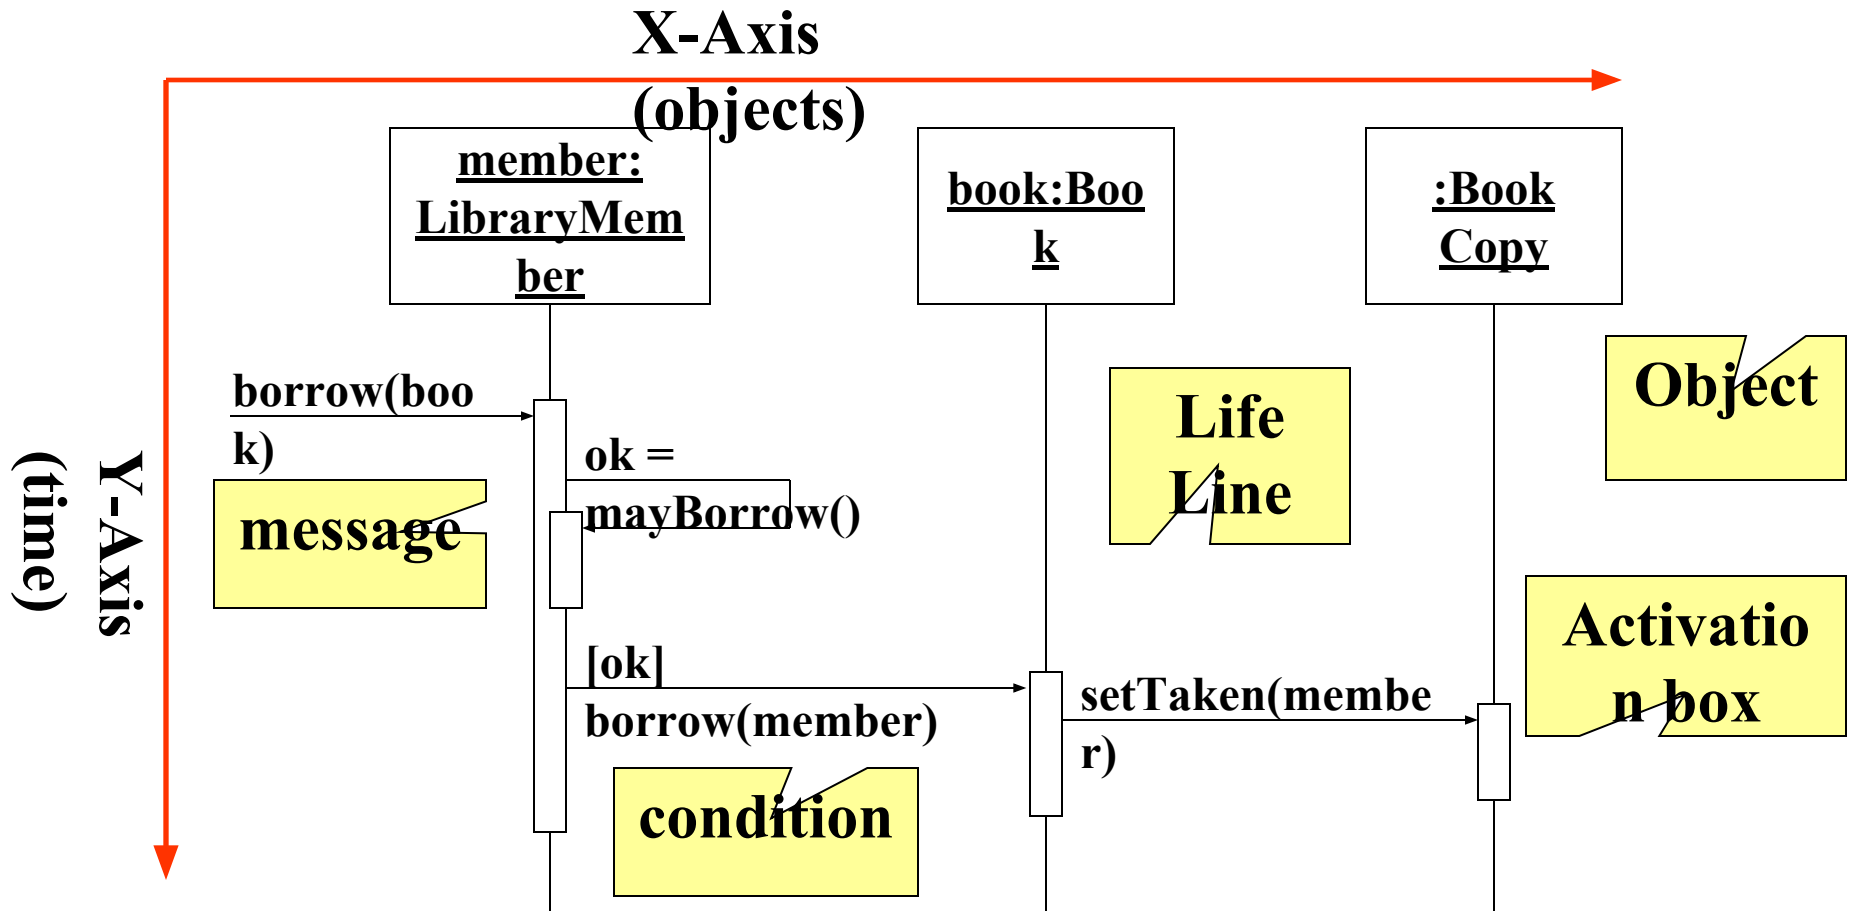 X-Axis
(objects)
member:
LibraryMem
ber
book:Boo
k
:Book
Copy
borrow(boo
k)
ok =
mayBorrow()
Life
Line
Object
Y-Axis
(time)
message
Activatio
n box
[ok]
borrow(member)
setTaken(membe
r)
condition